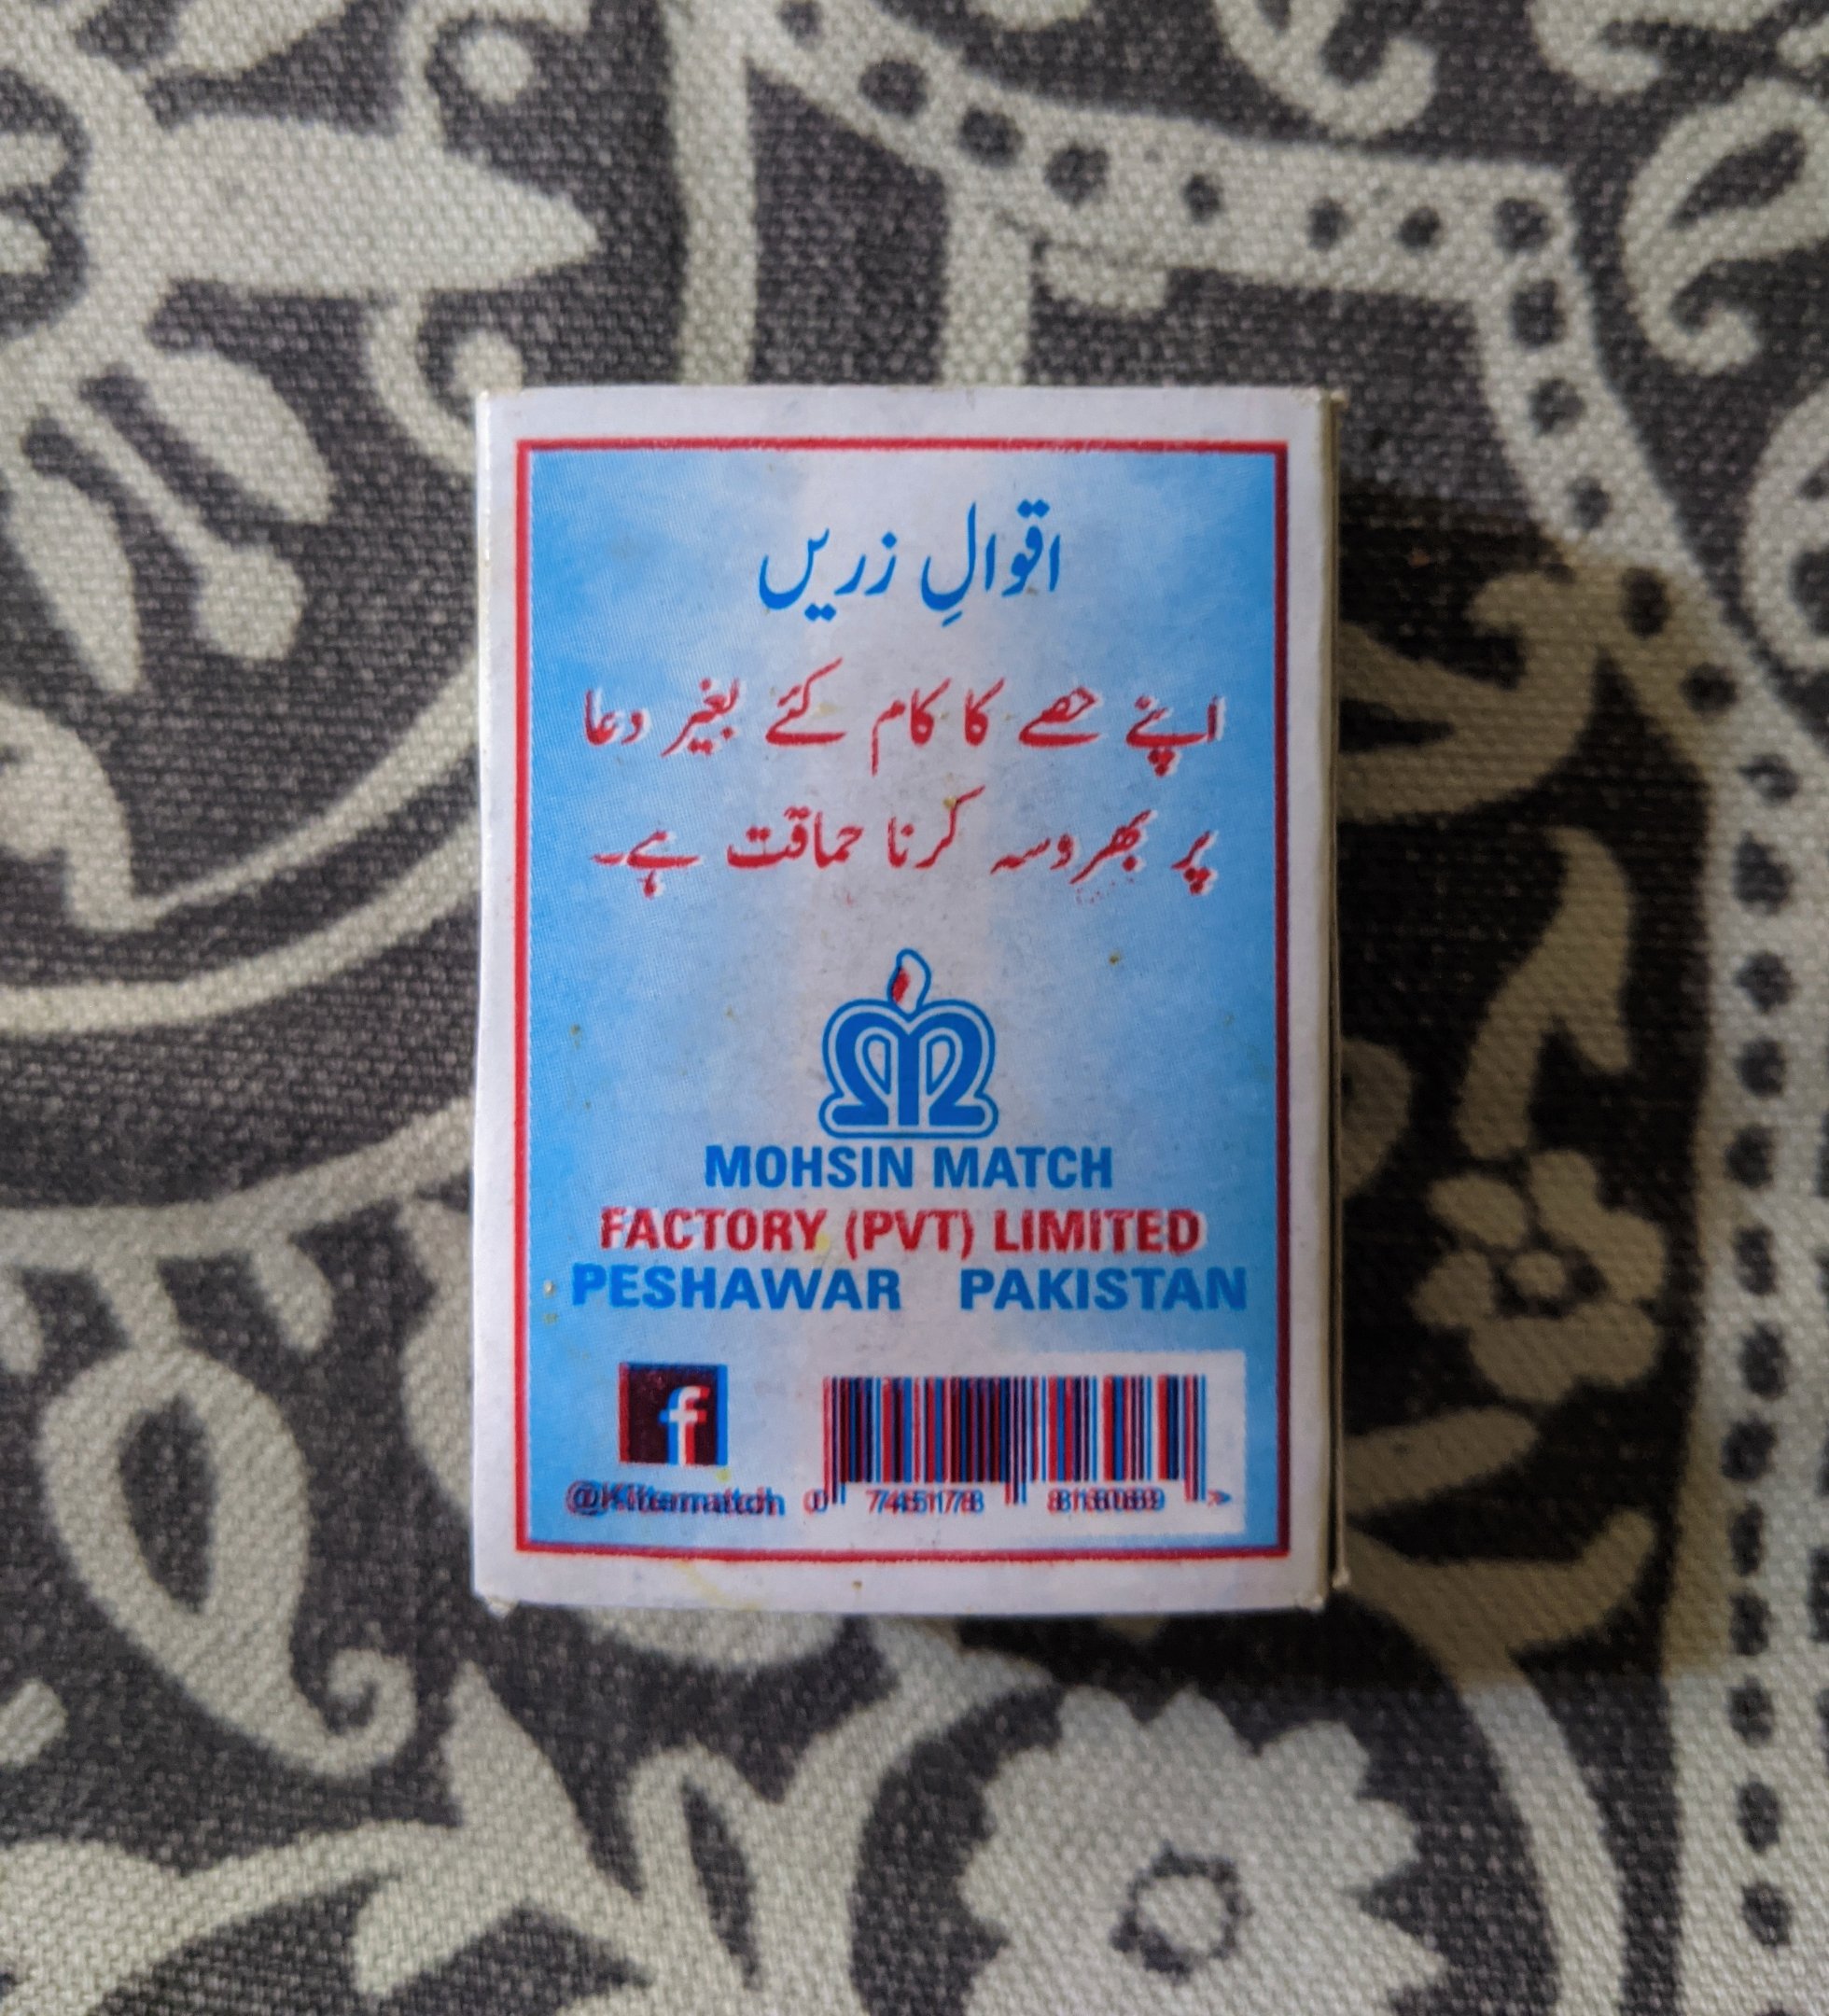 اقوالِ زریں
اپنے حصے کا کام کئے بغیر دعا
پر بھروسہ کرنا حماقت ہے۔
MOHSIN MATCH
FACTORY (PVT) LIMITED
PESHAWAR PAKISTAN
f